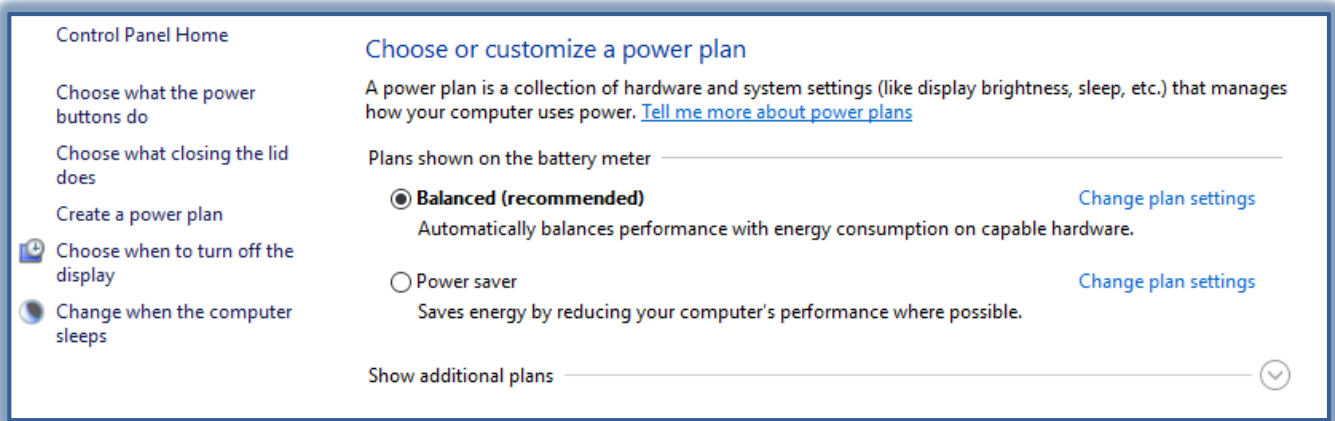 Control Panel Home
Choose what the power
buttons do
Choose what closing the lid
does
Create a power plan
Choose when to turn off the
display
Change when the computer
sleeps
Choose or customize a power plan
A power plan is a collection of hardware and system settings (like display brightness, sleep, etc.) that manages
how your computer uses power. Tell me more about power plans
Plans shown on the battery meter
Balanced (recommended) Change plan settings
Automatically balances performance with energy consumption on capable hardware.
Power saver Change plan settings
Saves energy by reducing your computer's performance where possible.
Show additional plans